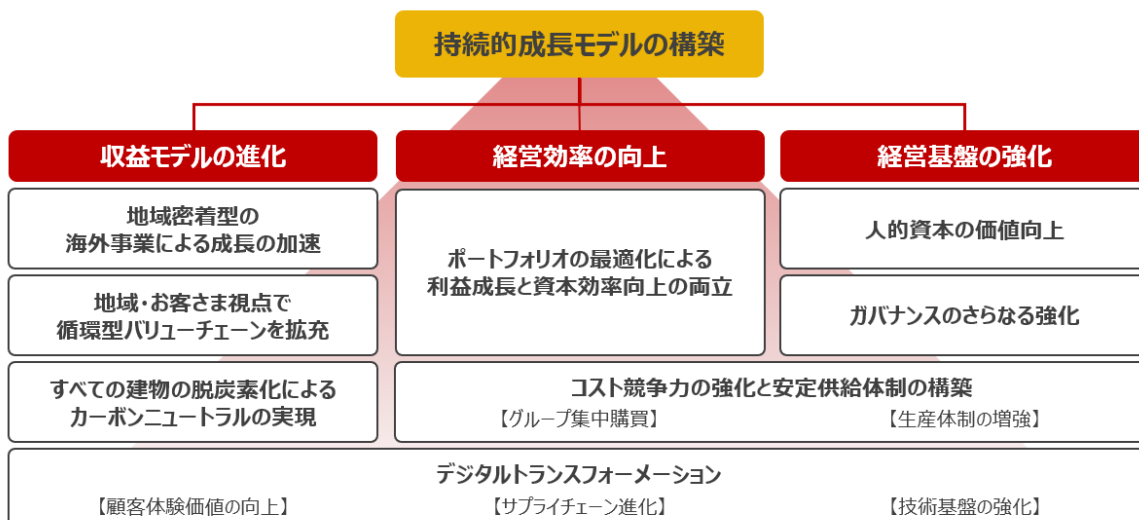 持続的成長モデルの構築
収益モデルの進化
経営効率の向上
経営基盤の強化
地域密着型の
海外事業による成長の加速
地域・お客さま視点で
循環型バリューチェーンを拡充
すべての建物の脱炭素化による
カーボンニュートラルの実現
ポートフォリオの最適化による
利益成長と資本効率向上の両立
人的資本の価値向上
ガバナンスのさらなる強化
コスト競争力の強化と安定供給体制の構築
【グループ集中購買】
【生産体制の増強】
デジタルトランスフォーメーション
【顧客体験価値の向上】
【サプライチェーン進化】
【技術基盤の強化】